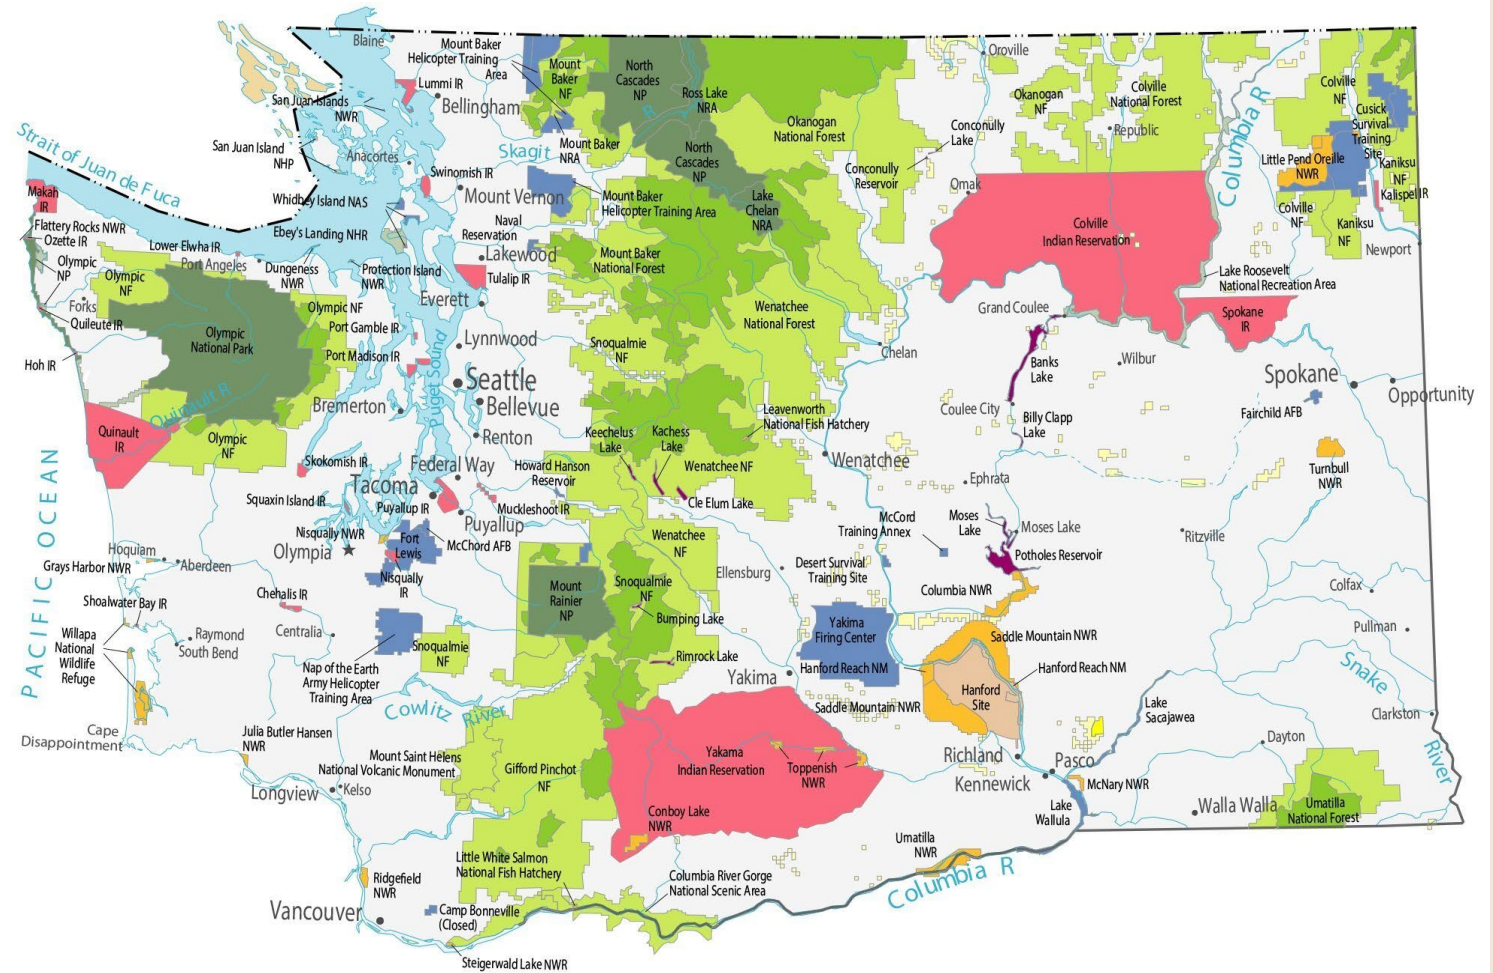 Blaine
Mount Baker
Helicopter Training
Area
Mount
Baker
NF
North
Cascades
NP
Ross Lake
NRA
R
Okanogan
National Forest
Oroville
Okanogan
NF
Colville
National Forest
Republic
Columbia R
Colville
NF
Cusick
Survival
Training
Site
Kaniksu
NF
Kalispel IR
Little Pend Oreille
NWR
Colville
NF
Kaniksu
NF
Newport
Lummi IR
Bellingham
San Juan Islands
NWR
San Juan Island
NHP
Anacortes
Skagit
Mount Baker
NRA
North
Cascades
NP
Conconully
Lake
Conconully
Reservoir
Omak
Strait of Juan de Fuca
Swinomish IR
Mount Vernon
Whidbey Island NAS
Mount Baker
Helicopter Training Area
Lake
Chelan
NRA
Colville
Indian Reservation
Makah
IR
Flattery Rocks NWR
Ozette IR
Olympic
NP
Lower Elwha IR
Port Angeles
Ebey's Landing NHR
Naval
Reservation
Lakewood
Mount Baker
National Forest
Dungeness
NWR
Protection Island
NWR
Tulalip IR
Everett
Lake Roosevelt
National Recreation Area
Olympic
NF
Forks
Quileute IR
Olympic NF
Port Gamble IR
Olympic
National Park
Port Madison IR
Hoh IR
Puget Sound
Lynnwood
Snoqualmie
NF
Wenatchee
National Forest
Chelan
Grand Coulee
Spokane
IR
Banks
Lake
Wilbur
Seattle
Bellevue
Spokane
Opportunity
Fairchild AFB
Quinault R
Bremerton
Renton
Coulee City
Billy Clapp
Lake
Quinault
IR
Olympic
NF
Keechelus
Lake
Kachess
Lake
Leavenworth
National Fish Hatchery
Wenatchee
Skokomish IR
Federal Way
Howard Hanson
Reservoir
Wenatchee NF
Turnbull
NWR
Ephrata
Squaxin Island IR
Tacoma
Puyallup IR
Muckleshoot IR
Cle Elum Lake
PACIFIC OCEAN
Nisqually NWR
Puyallup
Fort
Lewis
McChord AFB
Olympia
Nisqually
IR
Wenatchee
NF
McCord
Training Annex
Moses
Lake
Moses Lake
Ritzville
Hoquiam
Grays Harbor NWR
Aberdeen
Potholes Reservoir
Ellensburg
Desert Survival
Training Site
Columbia NWR
Colfax
Shoalwater Bay IR
Chehalis IR
Mount
Rainier
NP
Snoqualmie
NF
Bumping Lake
Yakima
Firing Center
Saddle Mountain NWR
Pullman
Willapa
National
Wildlife
Refuge
Raymond
South Bend
Centralia
Snoqualmie
NF
Rimrock Lake
Hanford Reach NM
Hanford Reach NM
Snake
River
Nap of the Earth
Army Helicopter
Training Area
Yakima
Saddle Mountain NWR
Hanford
Site
Lake
Sacajawea
Clarkston
Cowlitz River
Cape
Disappointment
Julia Butler Hansen
NWR
Mount Saint Helens
National Volcanic Monument
Gifford Pinchot
NF
Yakama
Indian Reservation
Toppenish
NWR
Richland
Pasco
Kennewick
McNary NWR
Dayton
Longview
Kelso
Conboy Lake
NWR
Lake
Wallula
Walla Walla
Umatilla
National Forest
Umatilla
NWR
Little White Salmon
National Fish Hatchery
Columbia River Gorge
National Scenic Area
Columbia R
Ridgefield
NWR
Vancouver
Camp Bonneville
(Closed)
Steigerwald Lake NWR